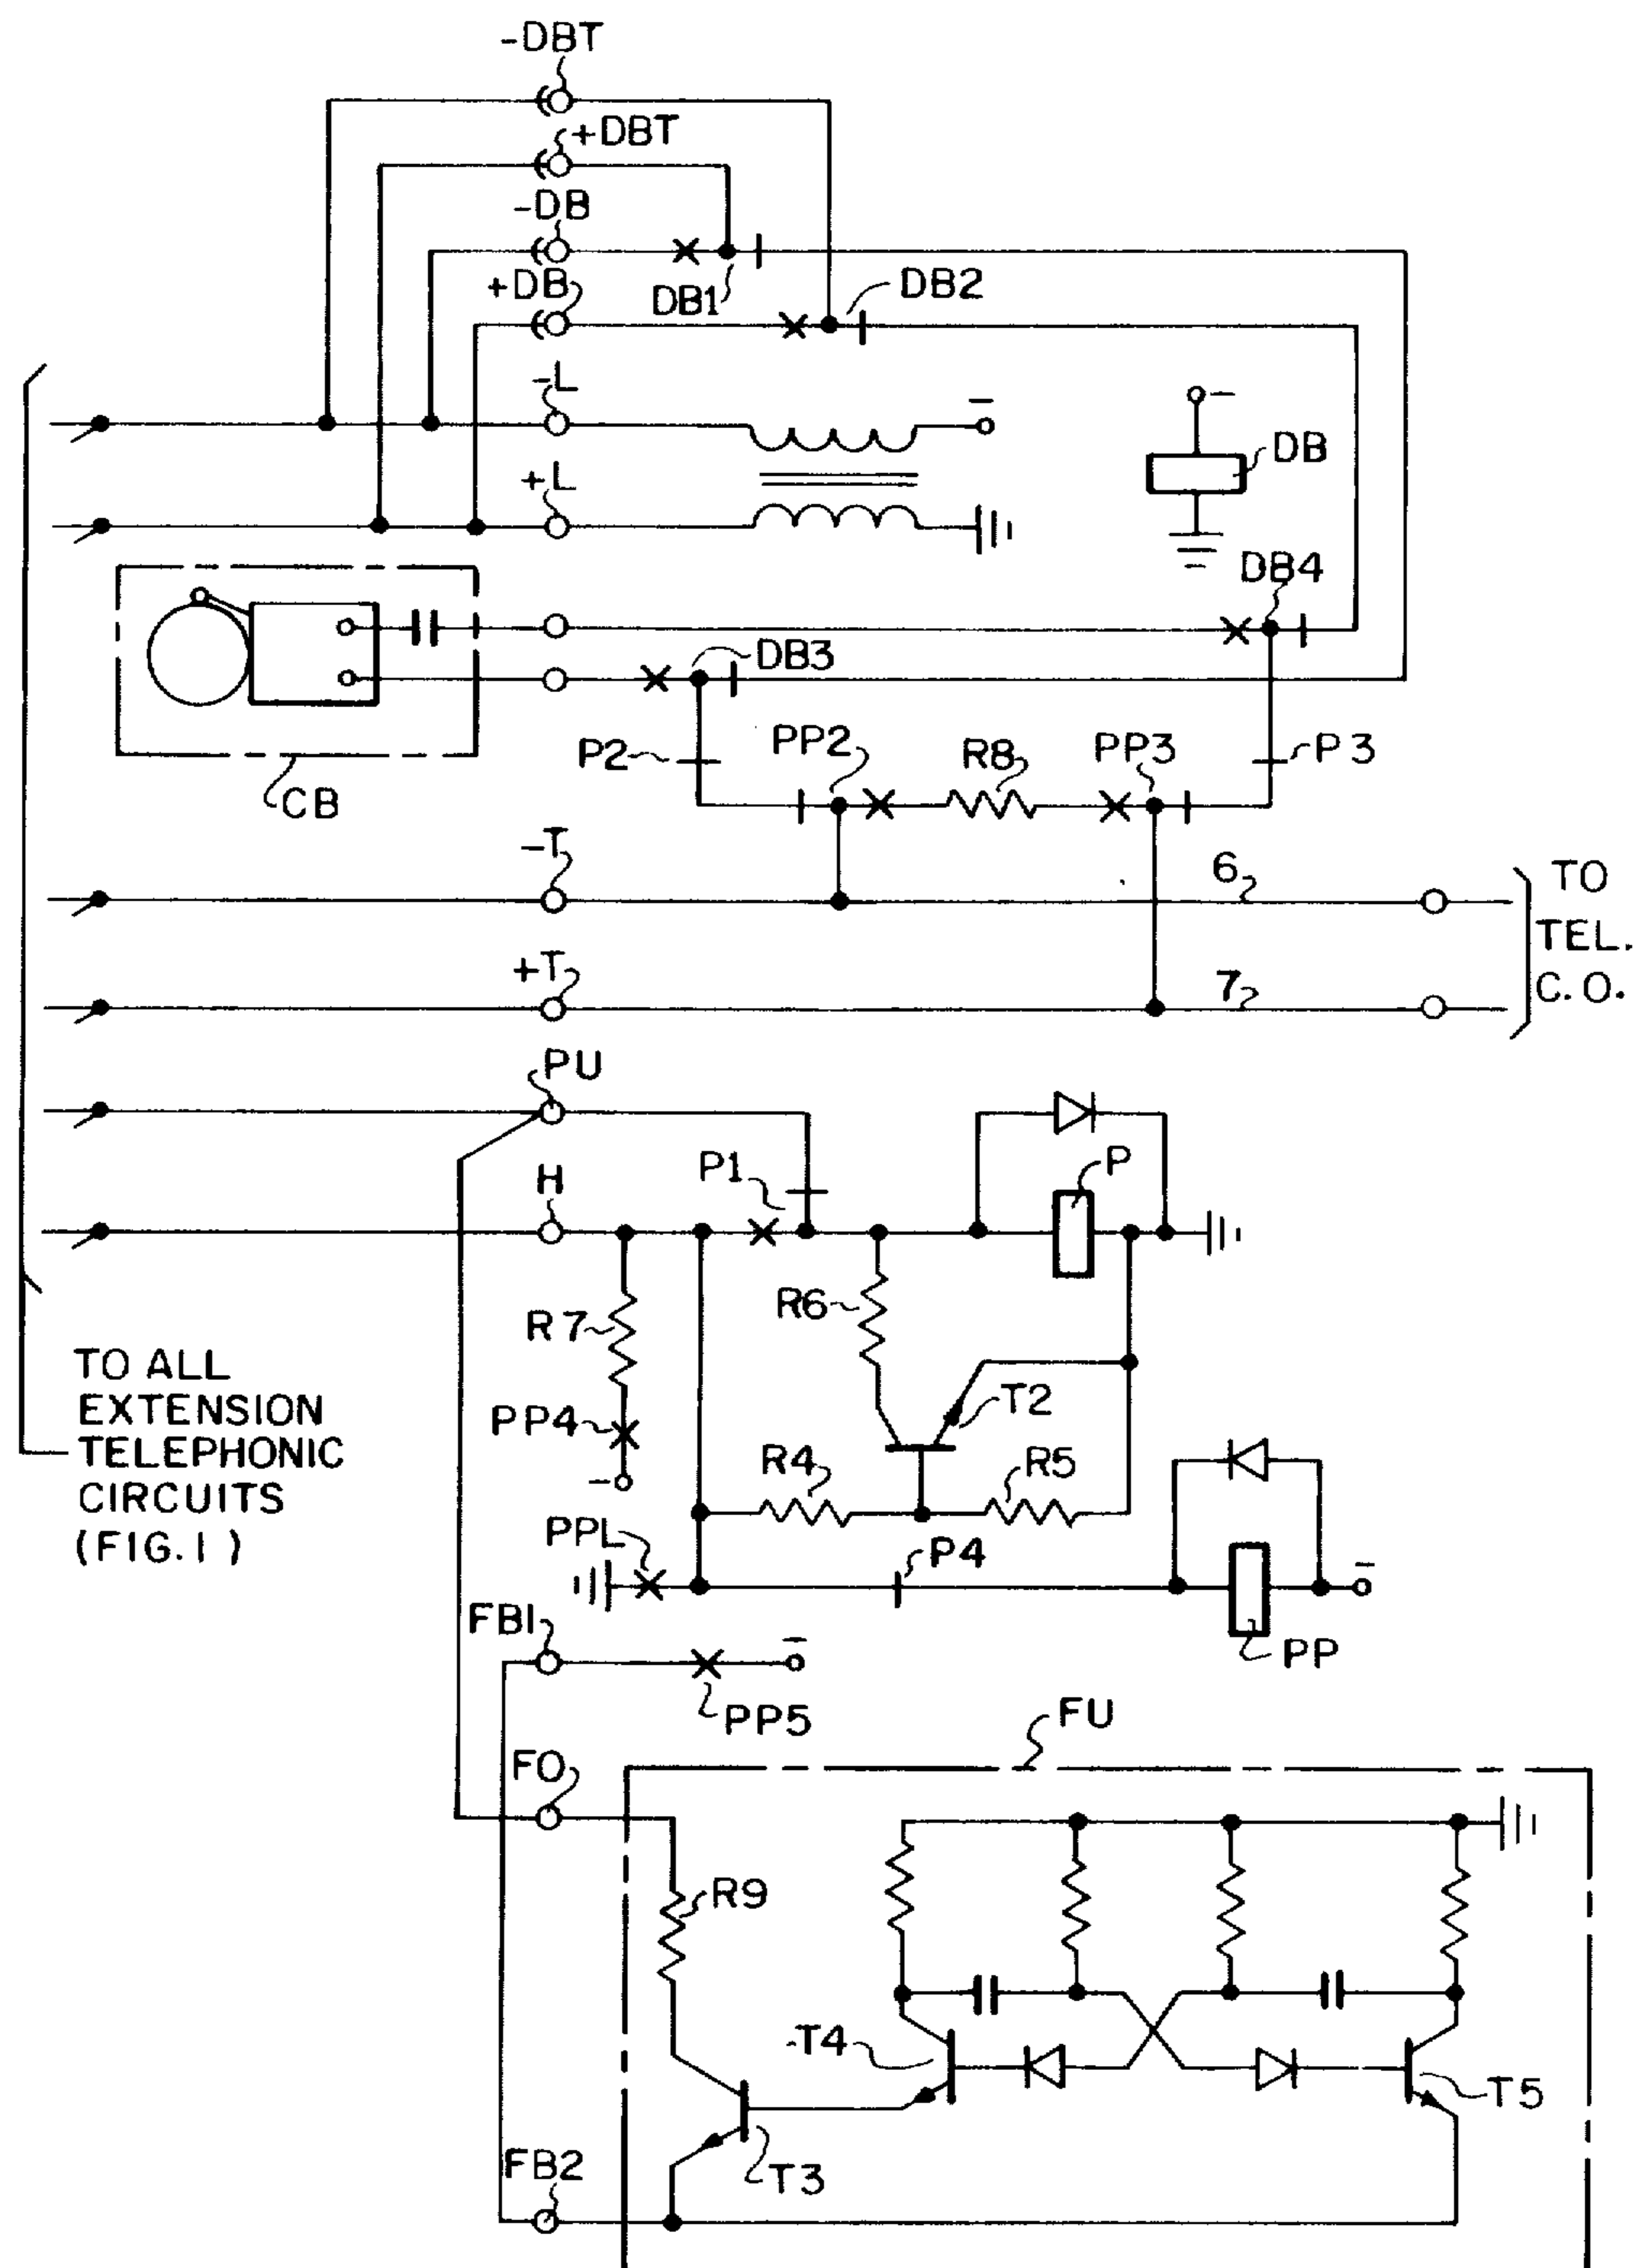 -DBT
+DBT
-DB
+DB
DB1
DB2
-L
-
DB
+L
DB4
DB3
P2
PP2
R8
PP3
P3
CB
-T
6
TO
TEL.
C.O.
+T
7
PU
P
P1
H
R6
R7
T2
PP4
-
R4
R5
TO ALL
EXTENSION
TELEPHONIC
CIRCUITS
(FIG.1)
PPL
P4
-
FB1
-
PP
PP5
FU
FO
R9
T4
T5
T3
FB2